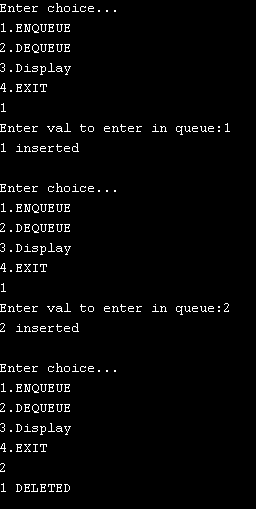 Enter choice...
1.ENQUEUE
2.DEQUEUE
3.Display
4.EXIT
1
Enter val to enter in queue:1
1 inserted
Enter choice...
1.ENQUEUE
2.DEQUEUE
3.Display
4.EXIT
1
Enter val to enter in queue:2
2 inserted
Enter choice...
1.ENQUEUE
2.DEQUEUE
3.Display
4.EXIT
2
1 DELETED